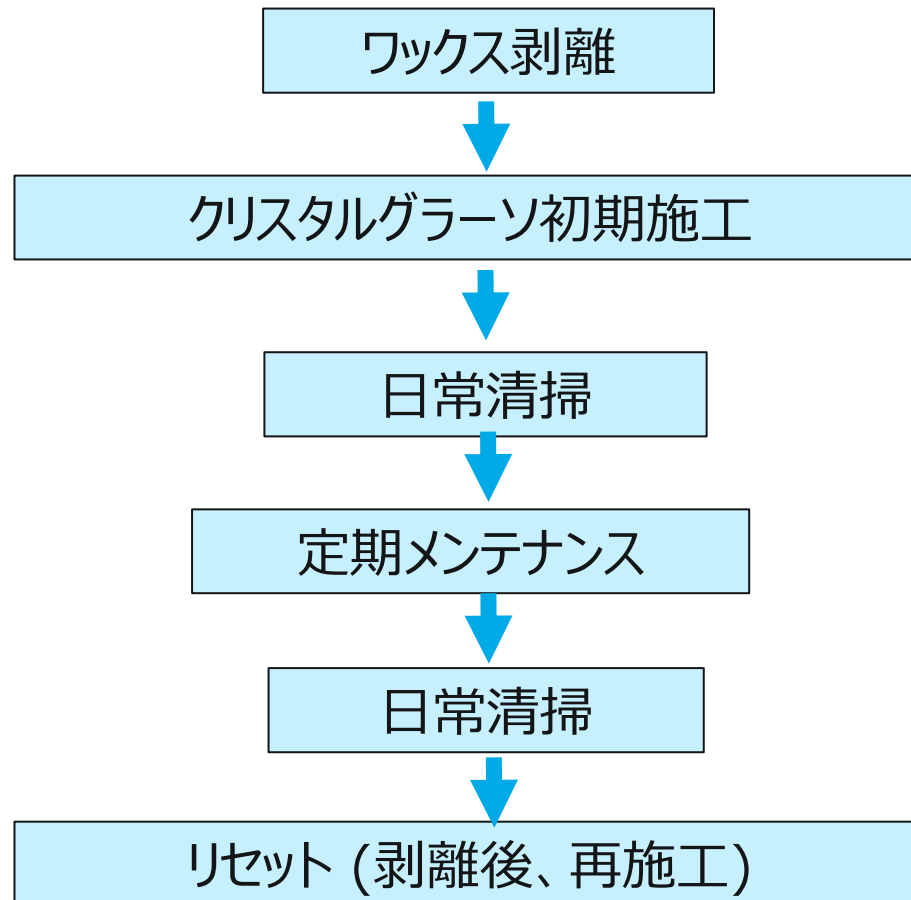 ワックス剥離
クリスタルグラーソ初期施工
日常清掃
定期メンテナンス
日常清掃
リセット (剥離後、再施工)